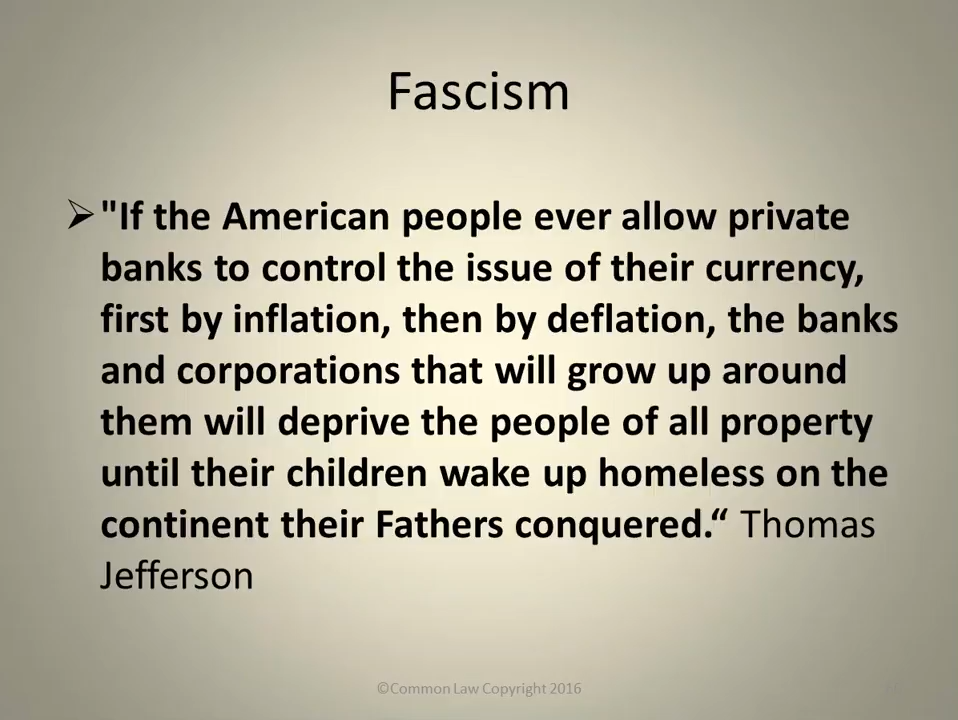 Fascism
"If the American people ever allow private
banks to control the issue of their currency,
first by inflation, then by deflation, the banks
and corporations that will grow up around
them will deprive the people of all property
until their children wake up homeless on the
continent their Fathers conquered.“ Thomas
Jefferson
©Common Law Copyright 2016